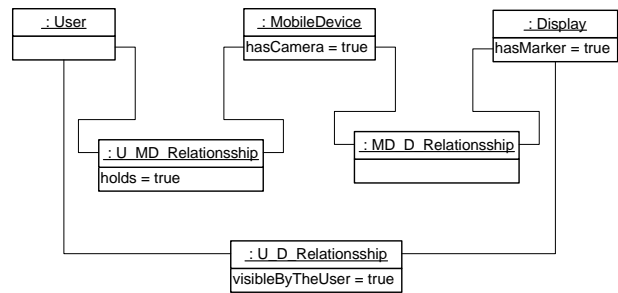 : User
: MobileDevice
hasCamera = true
: Display
hasMarker = true
: U_MD_Relationsship
holds = true
: MD_D_Relationsship
: U_D_Relationsship
visibleByTheUser = true